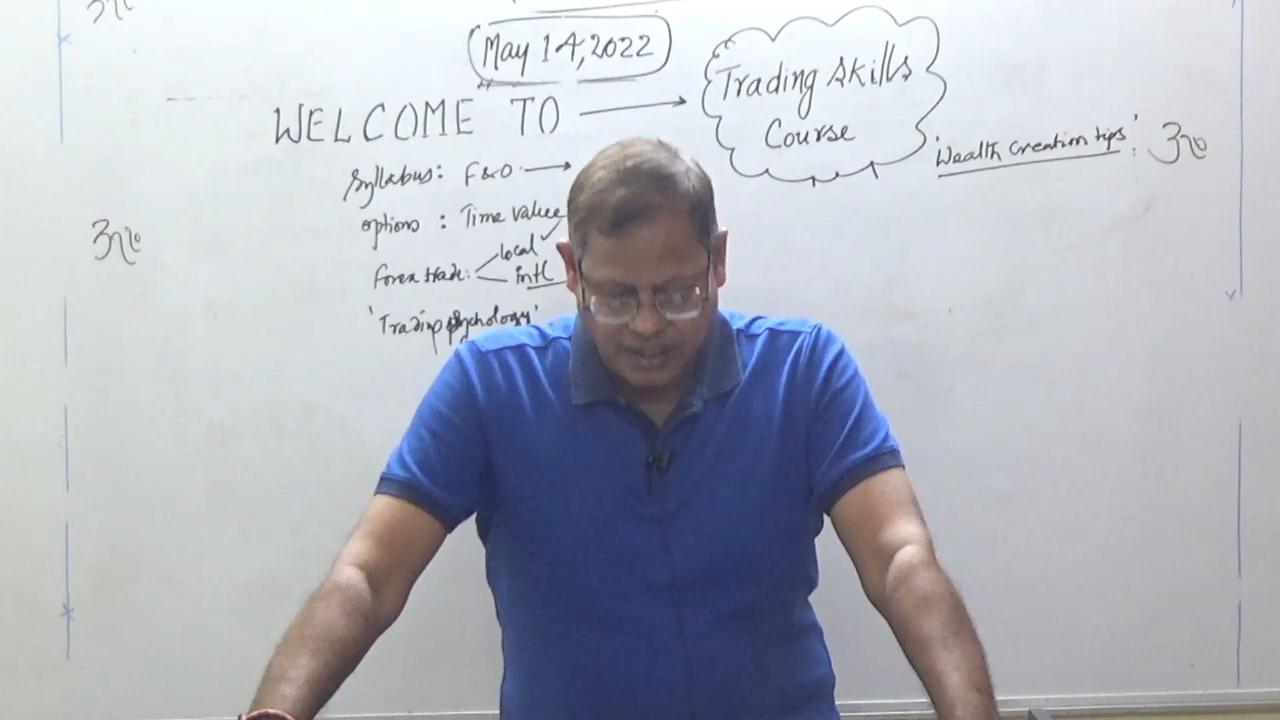 May 14, 2022
WELCOME TO → Trading Skills Course
'Wealth Creation tips' :
Syllabus: F&O →
options : Time value
Forex trade: local ✓
intl
'Trading psychology'